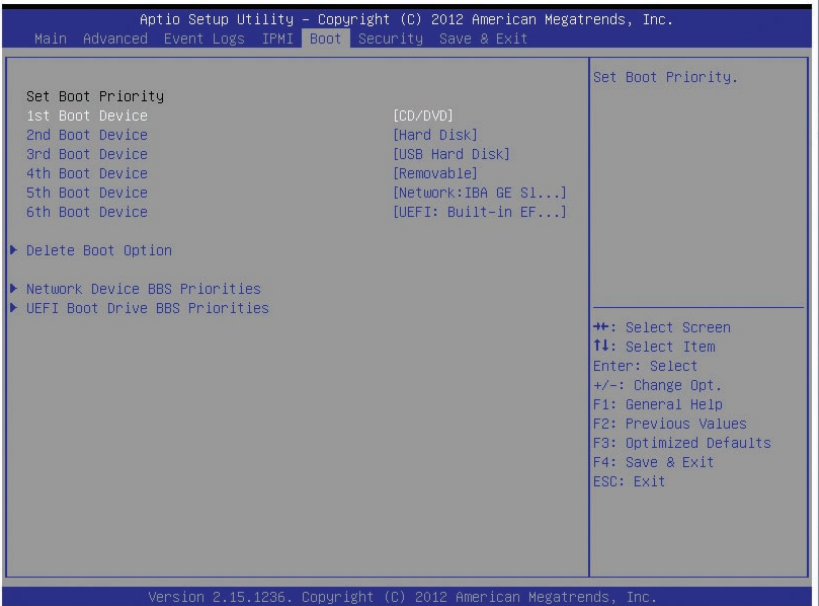 Aptio Setup Utility – Copyright (C) 2012 American Megatrends, Inc.
Main Advanced Event Logs IPMI Boot Security Save & Exit
Set Boot Priority
1st Boot Device [CD/DVD]
2nd Boot Device [Hard Disk]
3rd Boot Device [USB Hard Disk]
4th Boot Device [Removable]
5th Boot Device [Network:IBA GE Sl...]
6th Boot Device [UEFI: Built-in EF...]
Delete Boot Option
Network Device BBS Priorities
UEFI Boot Drive BBS Priorities
Set Boot Priority.
→←: Select Screen
↑↓: Select Item
Enter: Select
+/-: Change Opt.
F1: General Help
F2: Previous Values
F3: Optimized Defaults
F4: Save & Exit
ESC: Exit
Version 2.15.1236. Copyright (C) 2012 American Megatrends, Inc.